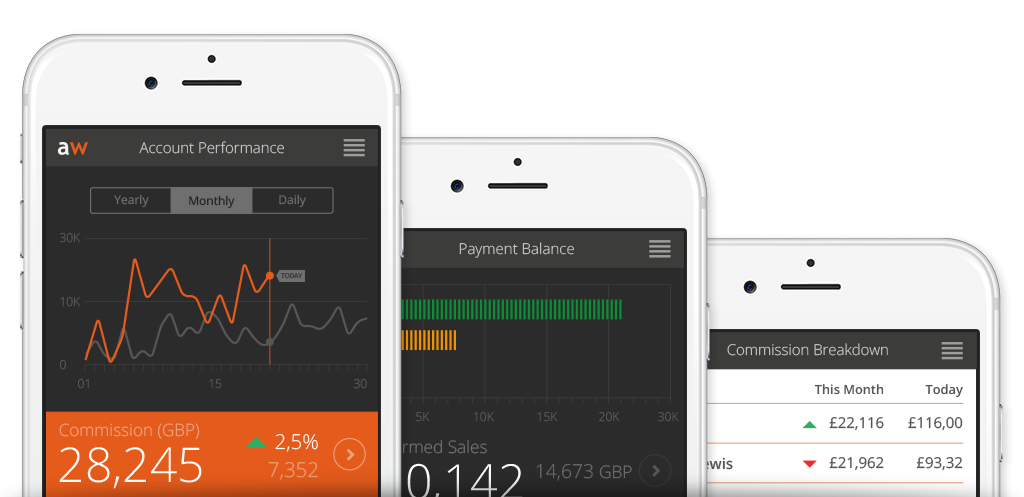 aw Account Performance
Yearly Monthly Daily
TODAY
30K
10K
0
01 15 30
Commission (GBP)
28,245
2,5%
7,352
Payment Balance
5K 10K 15K 20K 30K
14,673 GBP
Sales
0,142
Commission Breakdown
This Month Today
£22,116 £116,00
£21,962 £93,32